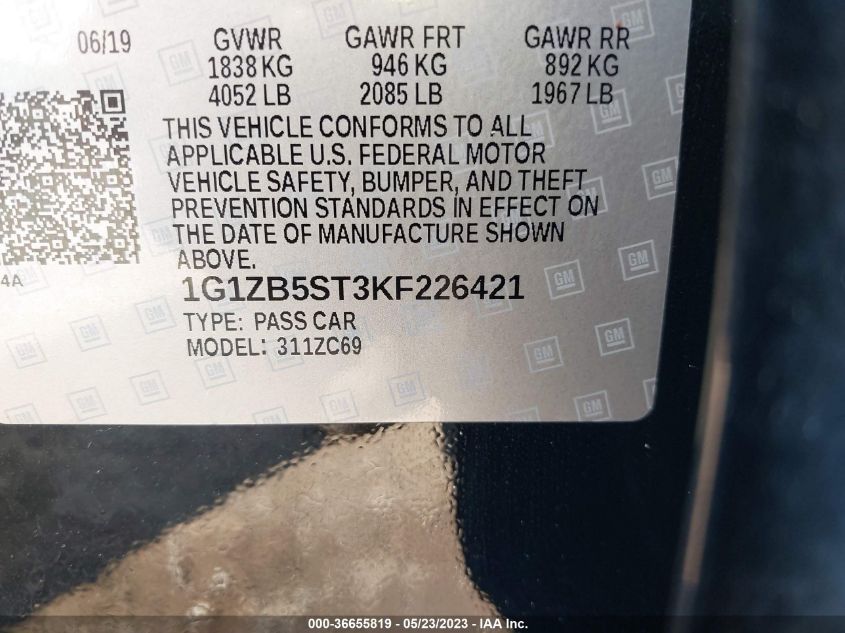 06/19 GVWR GAWR FRT GAWR RR
1838 KG 946 KG 892 KG
4052 LB 2085 LB 1967 LB
THIS VEHICLE CONFORMS TO ALL
APPLICABLE U.S. FEDERAL MOTOR
VEHICLE SAFETY, BUMPER, AND THEFT
PREVENTION STANDARDS IN EFFECT ON
THE DATE OF MANUFACTURE SHOWN
ABOVE.
4A
1G1ZB5ST3KF226421
TYPE: PASS CAR
MODEL: 311ZC69
GM
000-36655819 - 05/23/2023 - IAA Inc.